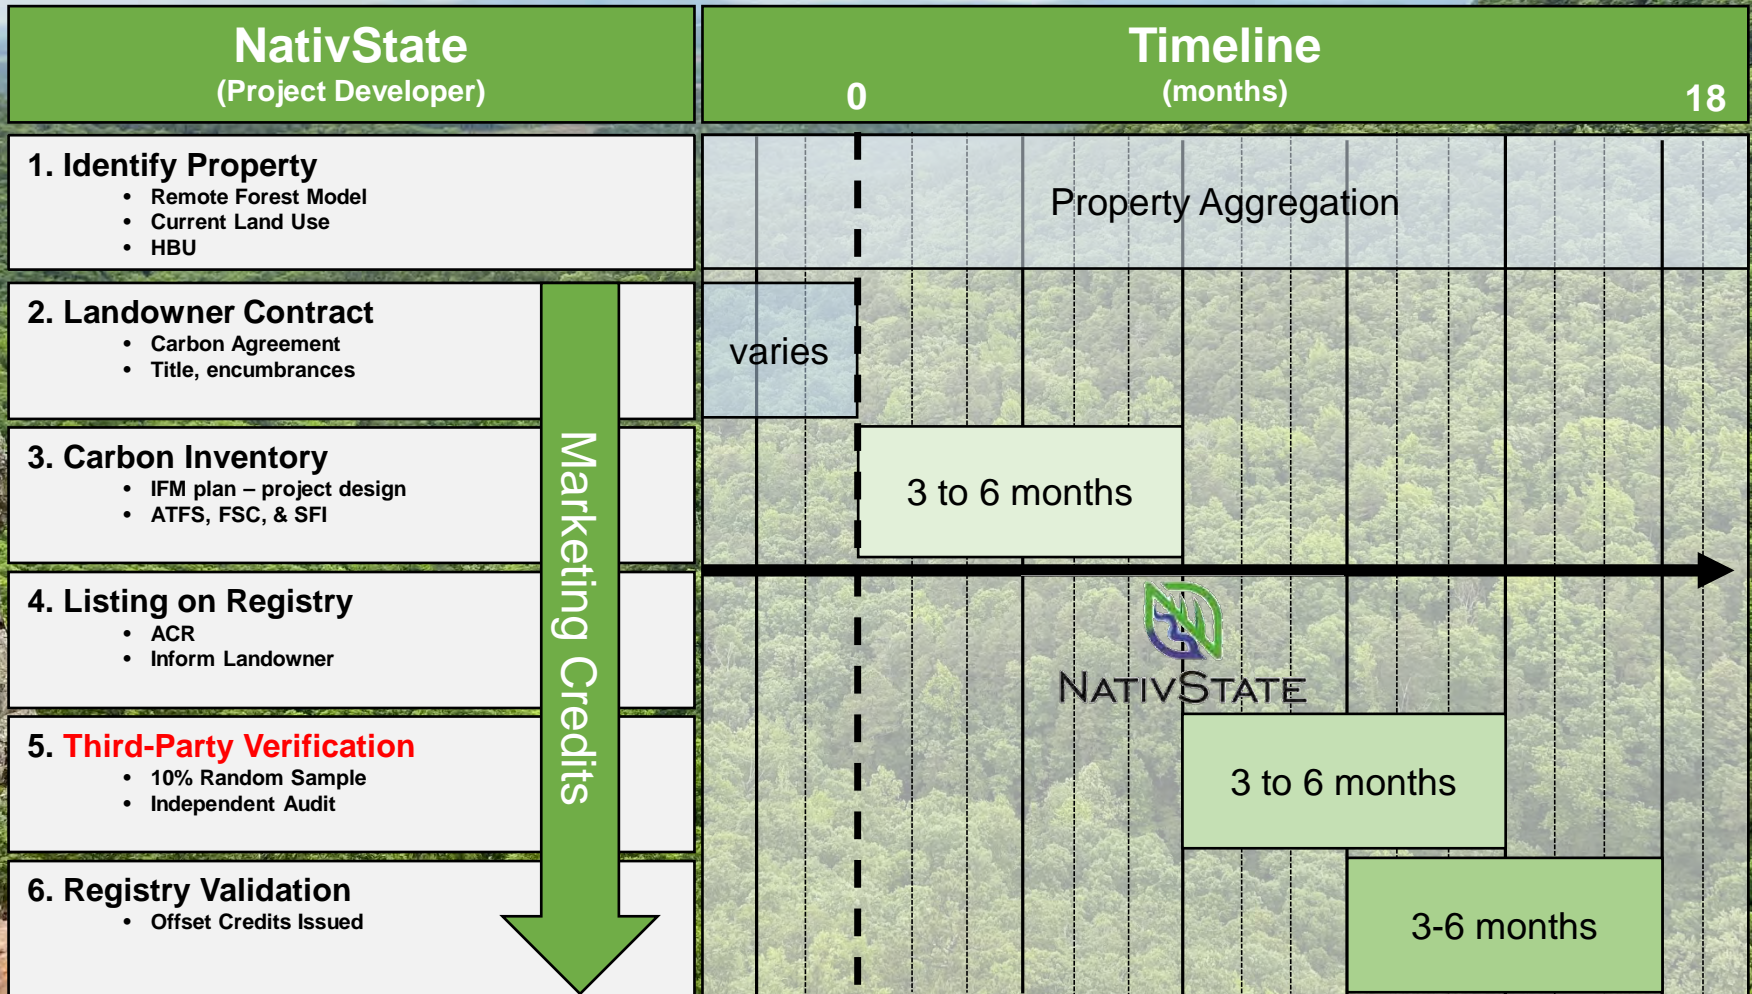 NativState
(Project Developer)
Timeline
(months)
0
18
1. Identify Property
• Remote Forest Model
• Current Land Use
• HBU
Property Aggregation
2. Landowner Contract
• Carbon Agreement
• Title, encumbrances
varies
3. Carbon Inventory
• IFM plan – project design
• ATFS, FSC, & SFI
3 to 6 months
Marketing Credits
4. Listing on Registry
• ACR
• Inform Landowner
NATIVSTATE
5. Third-Party Verification
• 10% Random Sample
• Independent Audit
3 to 6 months
6. Registry Validation
• Offset Credits Issued
3-6 months